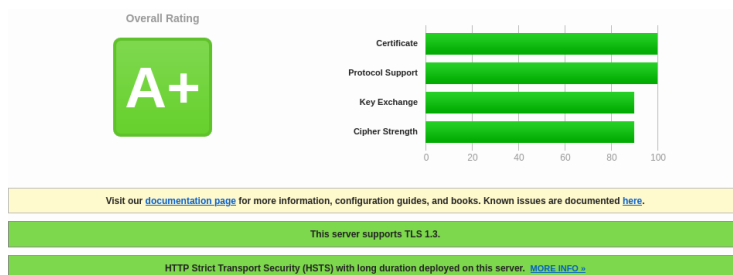 Overall Rating
A+
Certificate
Protocol Support
Key Exchange
Cipher Strength
0 20 40 60 80 100
Visit our documentation page for more information, configuration guides, and books. Known issues are documented here.
This server supports TLS 1.3.
HTTP Strict Transport Security (HSTS) with long duration deployed on this server. MORE INFO »